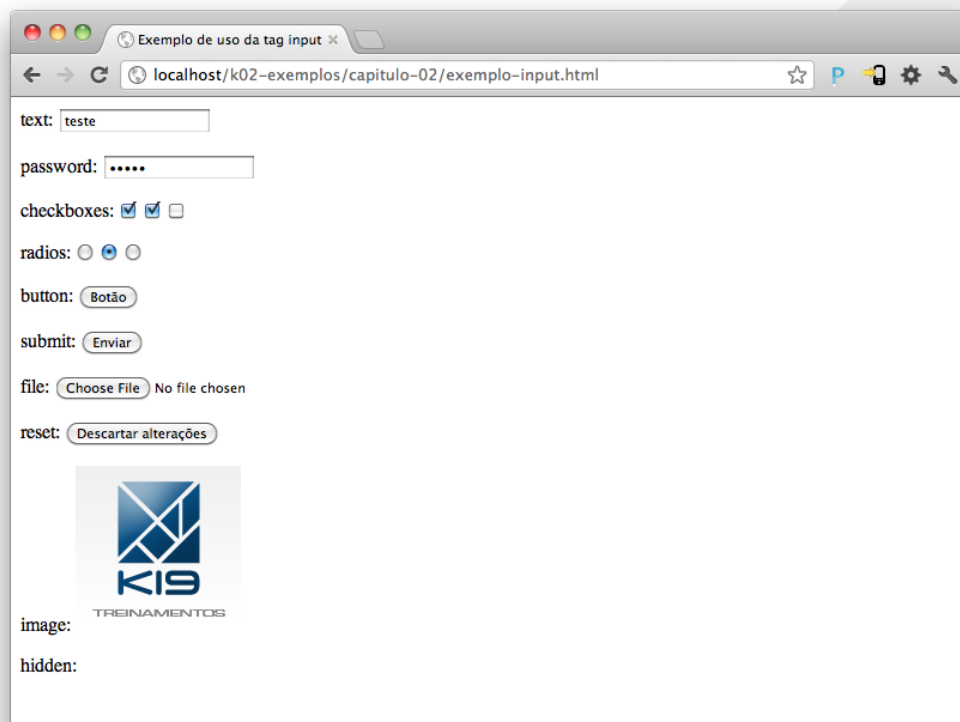 Exemplo de uso da tag input
localhost/k02-exemplos/capitulo-02/exemplo-input.html
P
text: teste
password: •••••
checkboxes:
radios:
button: Botão
submit: Enviar
file: Choose File No file chosen
reset: Descartar alterações
K19
TREINAMENTOS
image:
hidden: